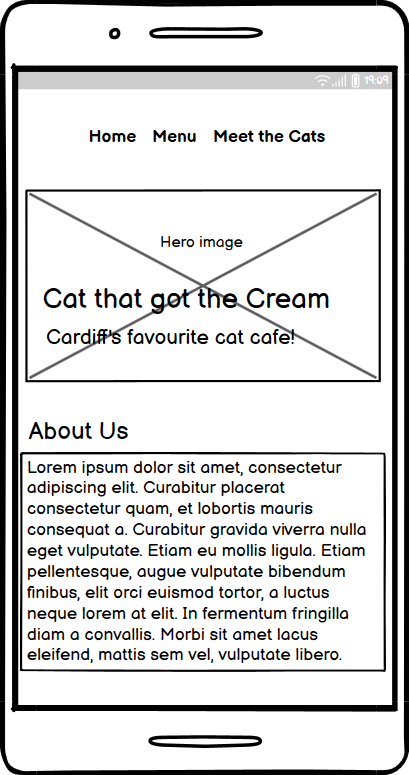 19:09
Home Menu Meet the Cats
Hero image
Cat that got the Cream
Cardiff's favourite cat cafe!
About Us
Lorem ipsum dolor sit amet, consectetur
adipiscing elit. Curabitur placerat
consectetur quam, et lobortis mauris
consequat a. Curabitur gravida viverra nulla
eget vulputate. Etiam eu mollis ligula. Etiam
pellentesque, augue vulputate bibendum
finibus, elit orci euismod tortor, a luctus
neque lorem at elit. In fermentum fringilla
diam a convallis. Morbi sit amet lacus
eleifend, mattis sem vel, vulputate libero.